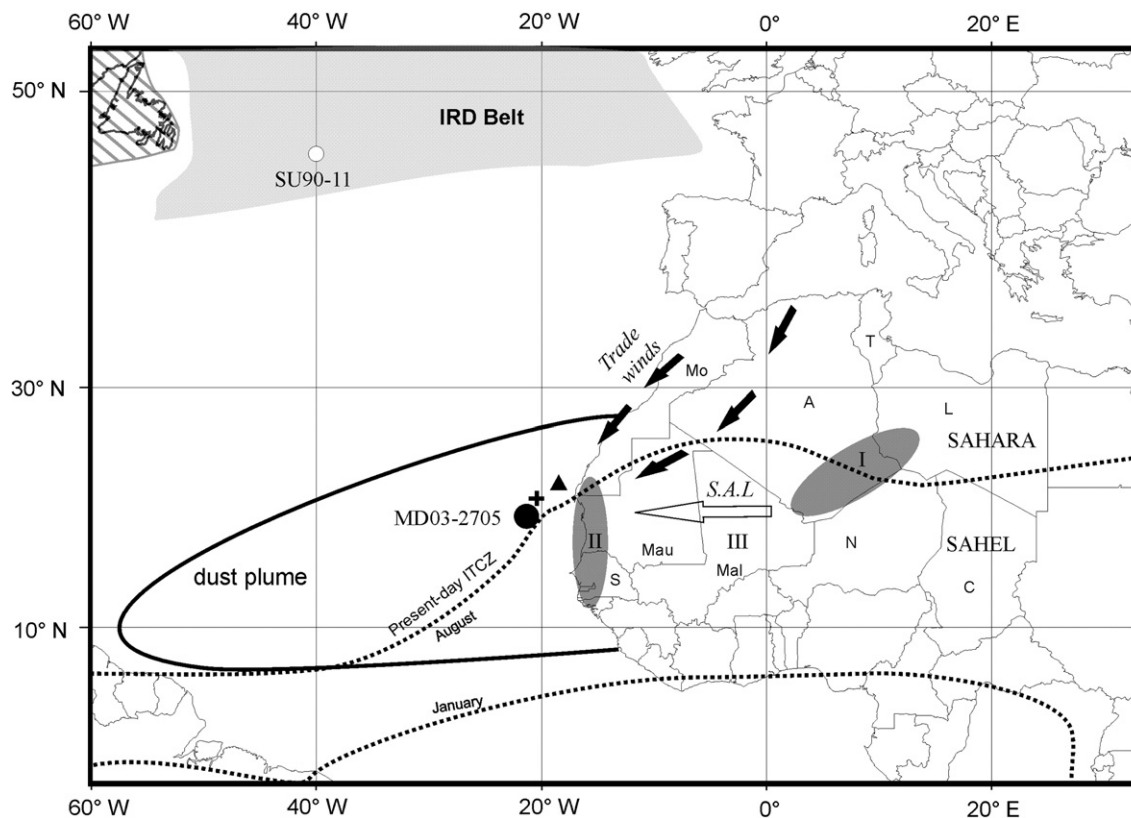 60° W
40° W
20° W
0°
20° E
50° N
IRD Belt
SU90-11
Trade
winds
Mo
T
30° N
A
L
SAHARA
I
S.A.L
MD03-2705
II
III
Mau
Mal
N
SAHEL
S
C
dust plume
Present-day ITCZ
August
10° N
January
60° W
40° W
20° W
0°
20° E